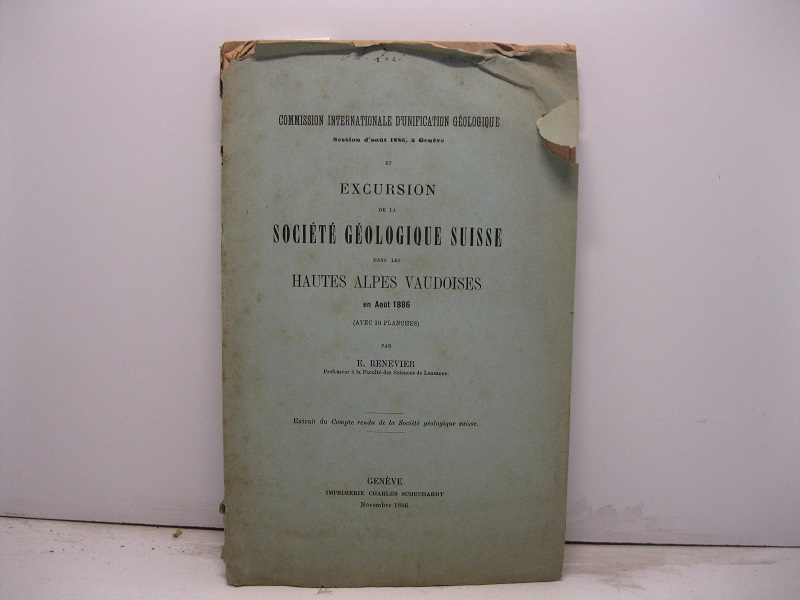 COMMISSION INTERNATIONALE D'UNIFICATION GÉOLOGIQUE
Session d'août 1886, à Genève
ET
EXCURSION
DE LA
SOCIÉTÉ GÉOLOGIQUE SUISSE
DANS LES
HAUTES ALPES VAUDOISES
en Août 1886
(AVEC 10 PLANCHES)
PAR
E. RENEVIER
Professeur à la Faculté des Sciences de Lausanne.
Extrait du Compte rendu de la Société géologique suisse.
GENÈVE
IMPRIMERIE CHARLES SCHUCHARDT
Novembre 1886